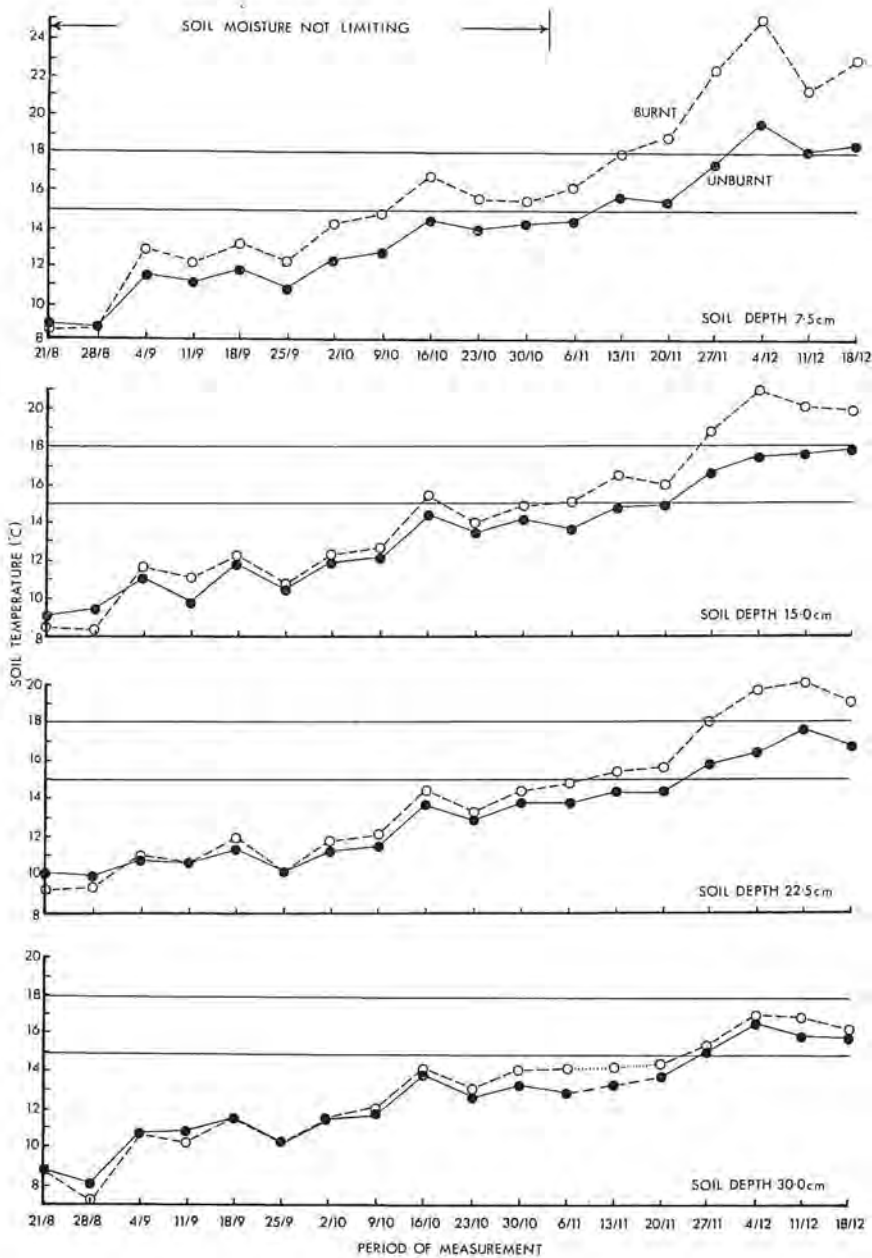 SOIL MOISTURE NOT LIMITING
24
22
20
18
16
14
12
10
8
BURNT
UNBURNT
SOIL DEPTH 7·5cm
21/8 28/8 4/9 11/9 18/9 25/9 2/10 9/10 16/10 23/10 30/10 6/11 13/11 20/11 27/11 4/12 11/12 18/12
20
18
16
14
12
10
8
SOIL DEPTH 15·0cm
SOIL TEMPERATURE (°C)
20
18
16
14
12
10
8
SOIL DEPTH 22·5cm
20
18
16
14
12
10
8
SOIL DEPTH 30·0cm
21/8 28/8 4/9 11/9 18/9 25/9 2/10 9/10 16/10 23/10 30/10 6/11 13/11 20/11 27/11 4/12 11/12 18/12
PERIOD OF MEASUREMENT